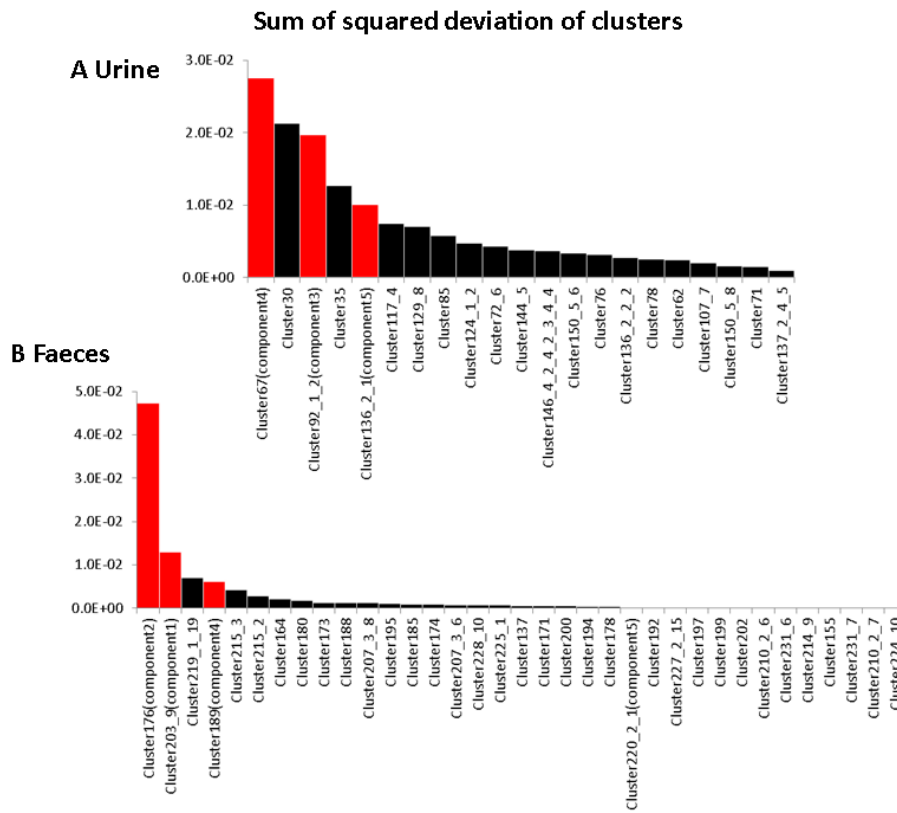 Sum of squared deviation of clusters
A Urine
3.0E-02
2.0E-02
1.0E-02
0.0E+00
Cluster67(component4)
Cluster30
Cluster92_1_2(component3)
Cluster35
Cluster136_2_1(component5)
Cluster117_4
Cluster129_8
Cluster85
Cluster124_1_2
Cluster72_6
Cluster144_5
Cluster146_4_2_4_2_3_4_4
Cluster150_5_6
Cluster76
Cluster136_2_2_2
Cluster78
Cluster62
Cluster107_7
Cluster150_5_8
Cluster71
Cluster137_2_4_5
B Faeces
5.0E-02
4.0E-02
3.0E-02
2.0E-02
1.0E-02
0.0E+00
Cluster176(component2)
Cluster203_9(component1)
Cluster219_1_19
Cluster189(component4)
Cluster215_3
Cluster215_2
Cluster164
Cluster180
Cluster173
Cluster188
Cluster207_3_8
Cluster195
Cluster185
Cluster174
Cluster207_3_6
Cluster228_10
Cluster225_1
Cluster137
Cluster171
Cluster200
Cluster194
Cluster178
Cluster220_2_1(component5)
Cluster192
Cluster227_2_15
Cluster197
Cluster199
Cluster202
Cluster210_2_6
Cluster231_6
Cluster214_9
Cluster155
Cluster231_7
Cluster210_2_7